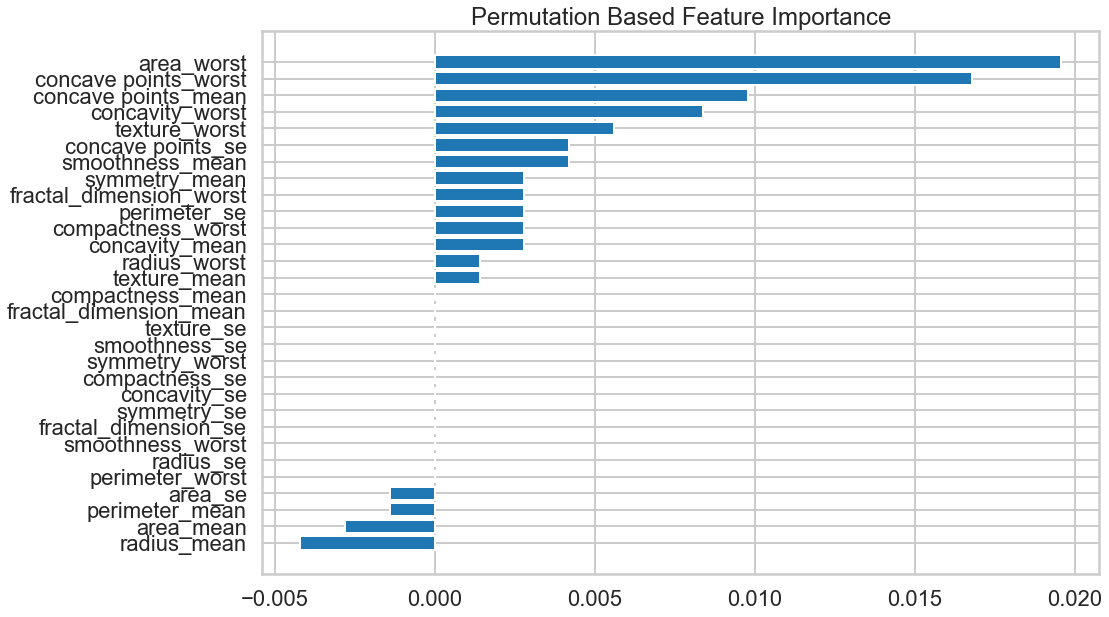 Permutation Based Feature Importance
area_worst
concave points_worst
concave points_mean
concavity_worst
texture_worst
concave points_se
smoothness_mean
symmetry_mean
fractal_dimension_worst
perimeter_se
compactness_worst
concavity_mean
radius_worst
texture_mean
compactness_mean
fractal_dimension_mean
texture_se
smoothness_se
symmetry_worst
compactness_se
concavity_se
symmetry_se
fractal_dimension_se
smoothness_worst
radius_se
perimeter_worst
area_se
perimeter_mean
area_mean
radius_mean
−0.005 0.000 0.005 0.010 0.015 0.020